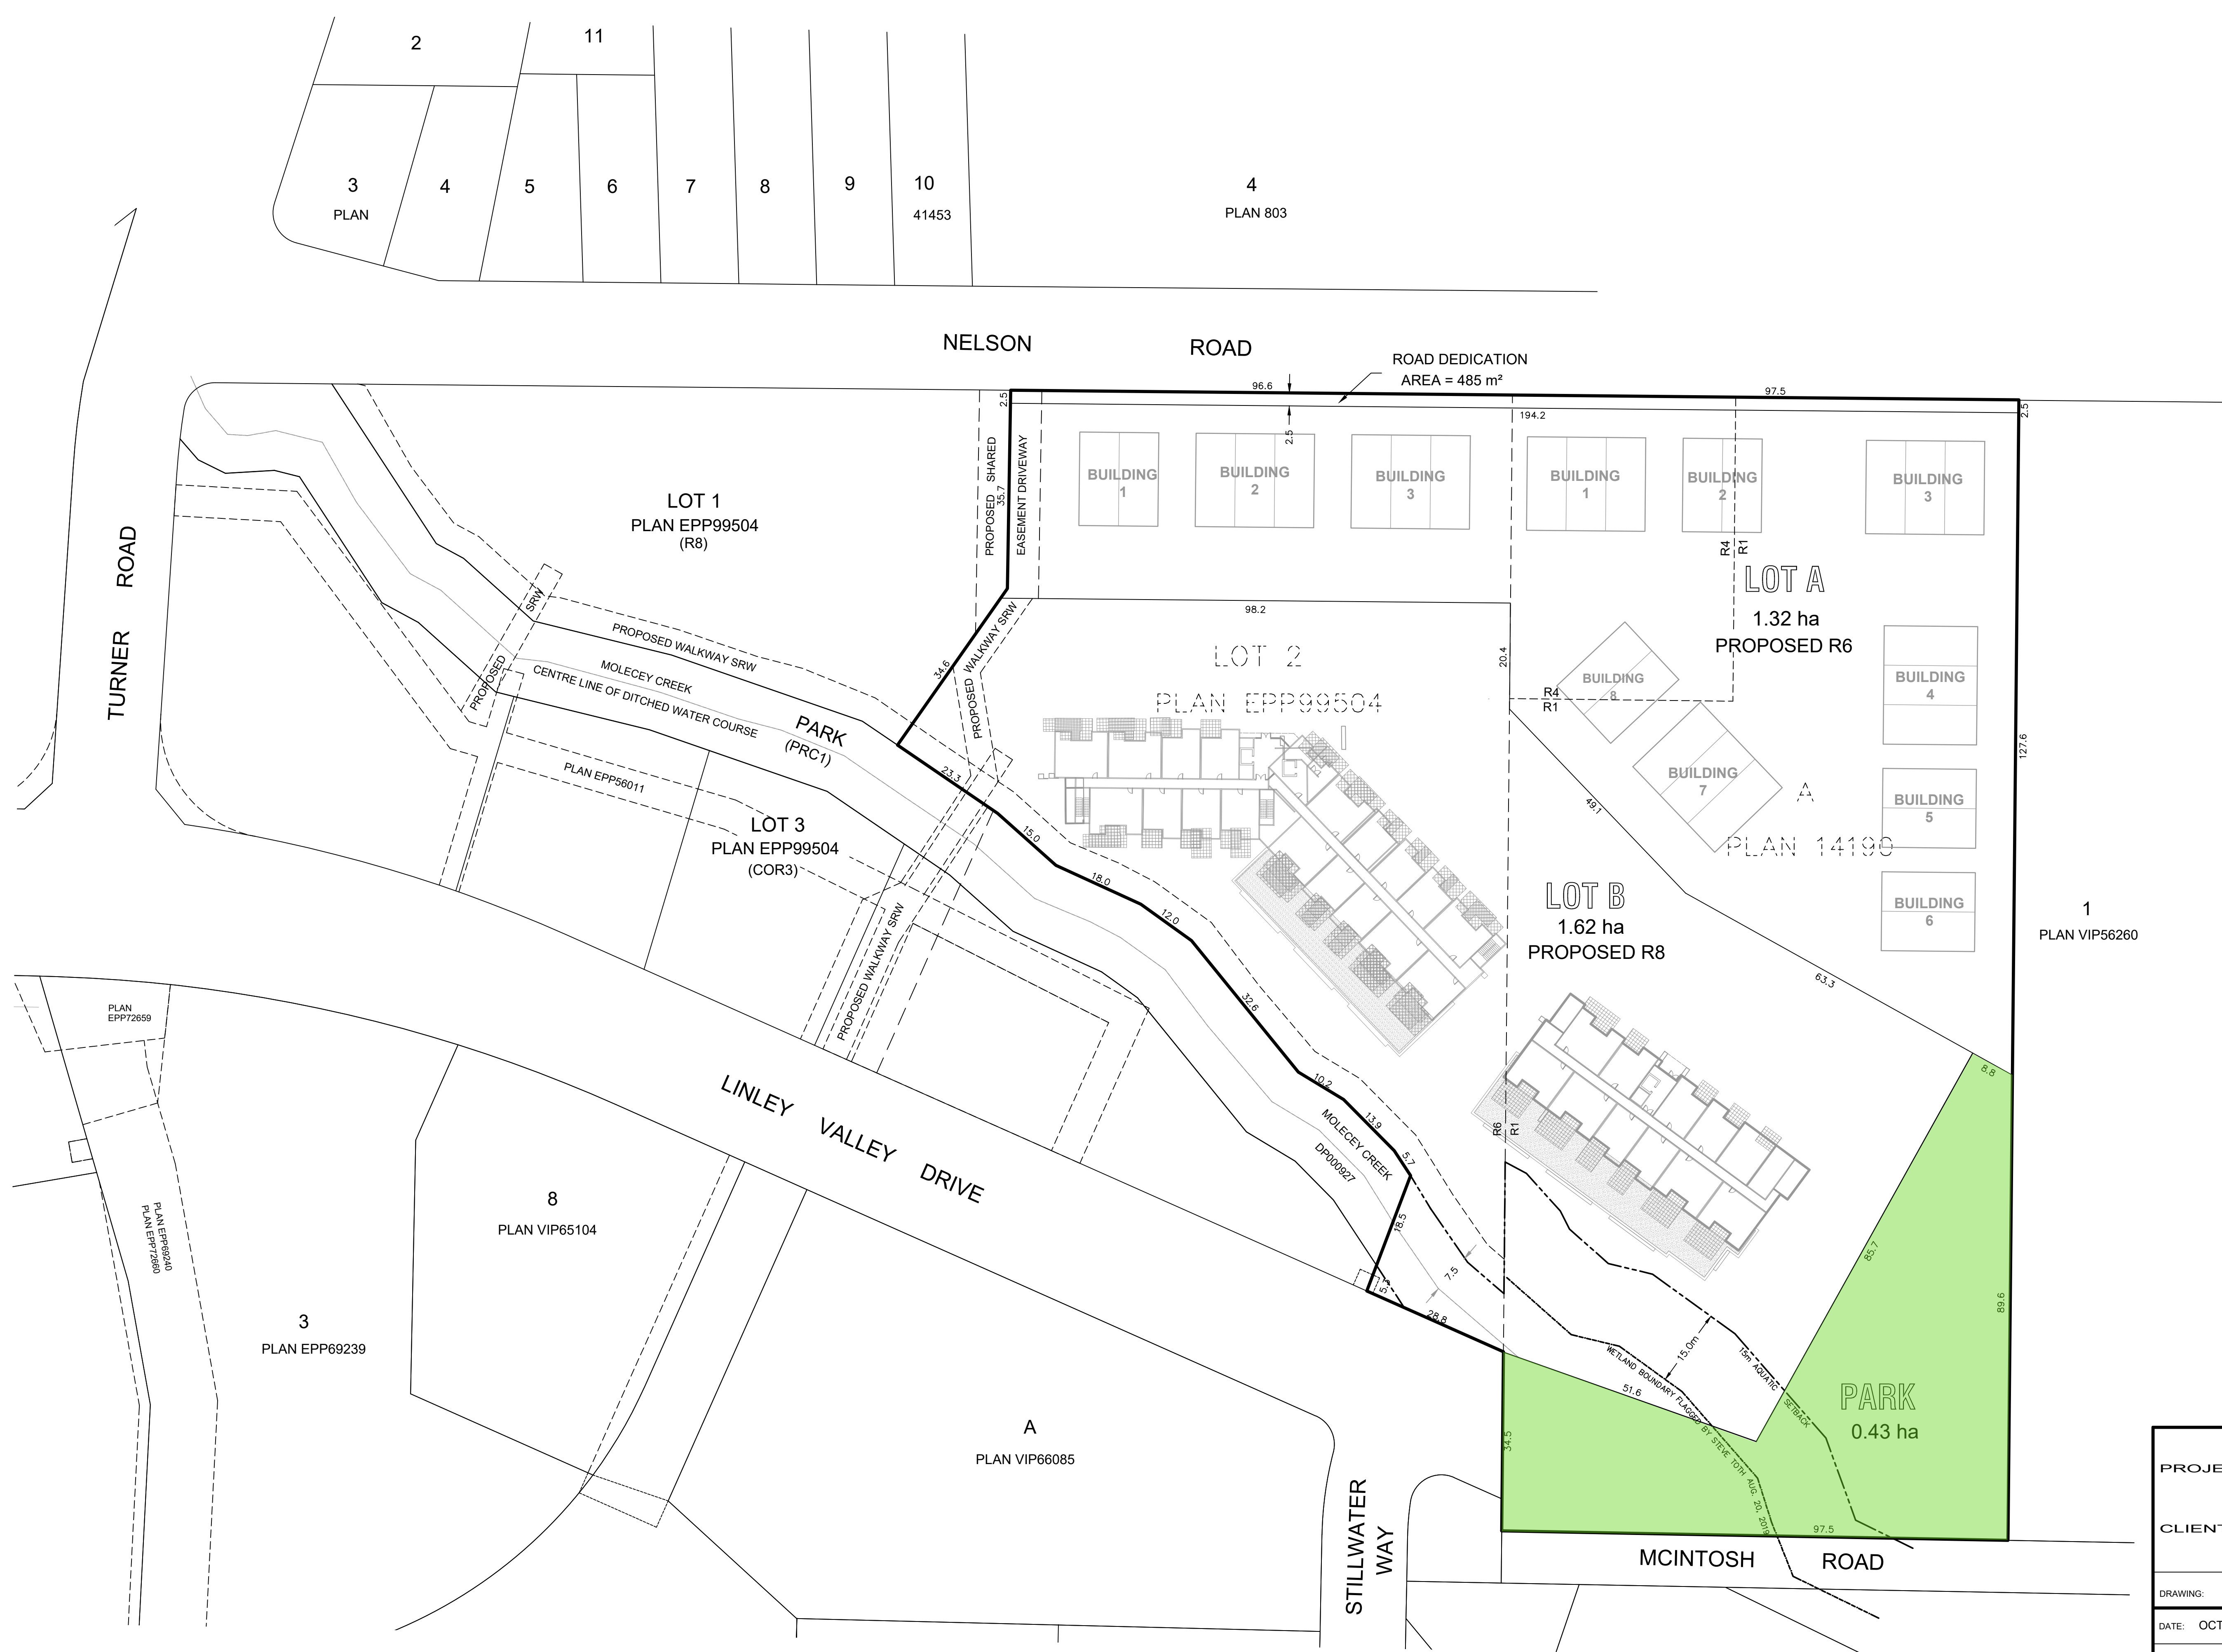 2
11
3
PLAN
4
5
6
7
8
9
10
41453
4
PLAN 803
NELSON ROAD
ROAD DEDICATION
AREA = 485 m²
96.6
97.5
2.5
194.2
2.5
2.5
TURNER ROAD
LOT 1
PLAN EPP99504
(R8)
PROPOSED SHARED
35.7
EASEMENT DRIVEWAY
BUILDING
1
BUILDING
2
BUILDING
3
BUILDING
1
BUILDING
2
BUILDING
3
R4
R1
LOT A
1.32 ha
PROPOSED R6
98.2
20.4
LOT 2
PLAN EPP99504
R4
R1
BUILDING
8
BUILDING
4
BUILDING
7
BUILDING
5
BUILDING
6
A
PLAN 14190
127.6
49.1
63.3
8.8
1
PLAN VIP56260
PROPOSED SRW
PROPOSED WALKWAY SRW
MOLECEY CREEK
CENTRE LINE OF DITCHED WATER COURSE
PARK
(PRC1)
34.6
PROPOSED WALKWAY SRW
23.3
15.0
18.0
12.0
32.6
10.2
13.9
5.7
18.5
PLAN EPP56011
LOT 3
PLAN EPP99504
(COR3)
PROPOSED WALKWAY SRW
LOT B
1.62 ha
PROPOSED R8
R6
R1
MOLECEY CREEK
DP000927
7.5
28.8
15.0m
WETLAND BOUNDARY FLAGGED BY STEVE TOTH AUG. 20, 2019
15m AQUATIC SETBACK
51.6
34.5
85.7
89.6
PARK
0.43 ha
97.5
MCINTOSH ROAD
STILLWATER
WAY
LINLEY VALLEY DRIVE
PLAN
EPP72659
PLAN EPP69240
PLAN EPP72660
3
PLAN EPP69239
8
PLAN VIP65104
A
PLAN VIP66085
PROJE
CLIENT
DRAWING:
DATE: OCT